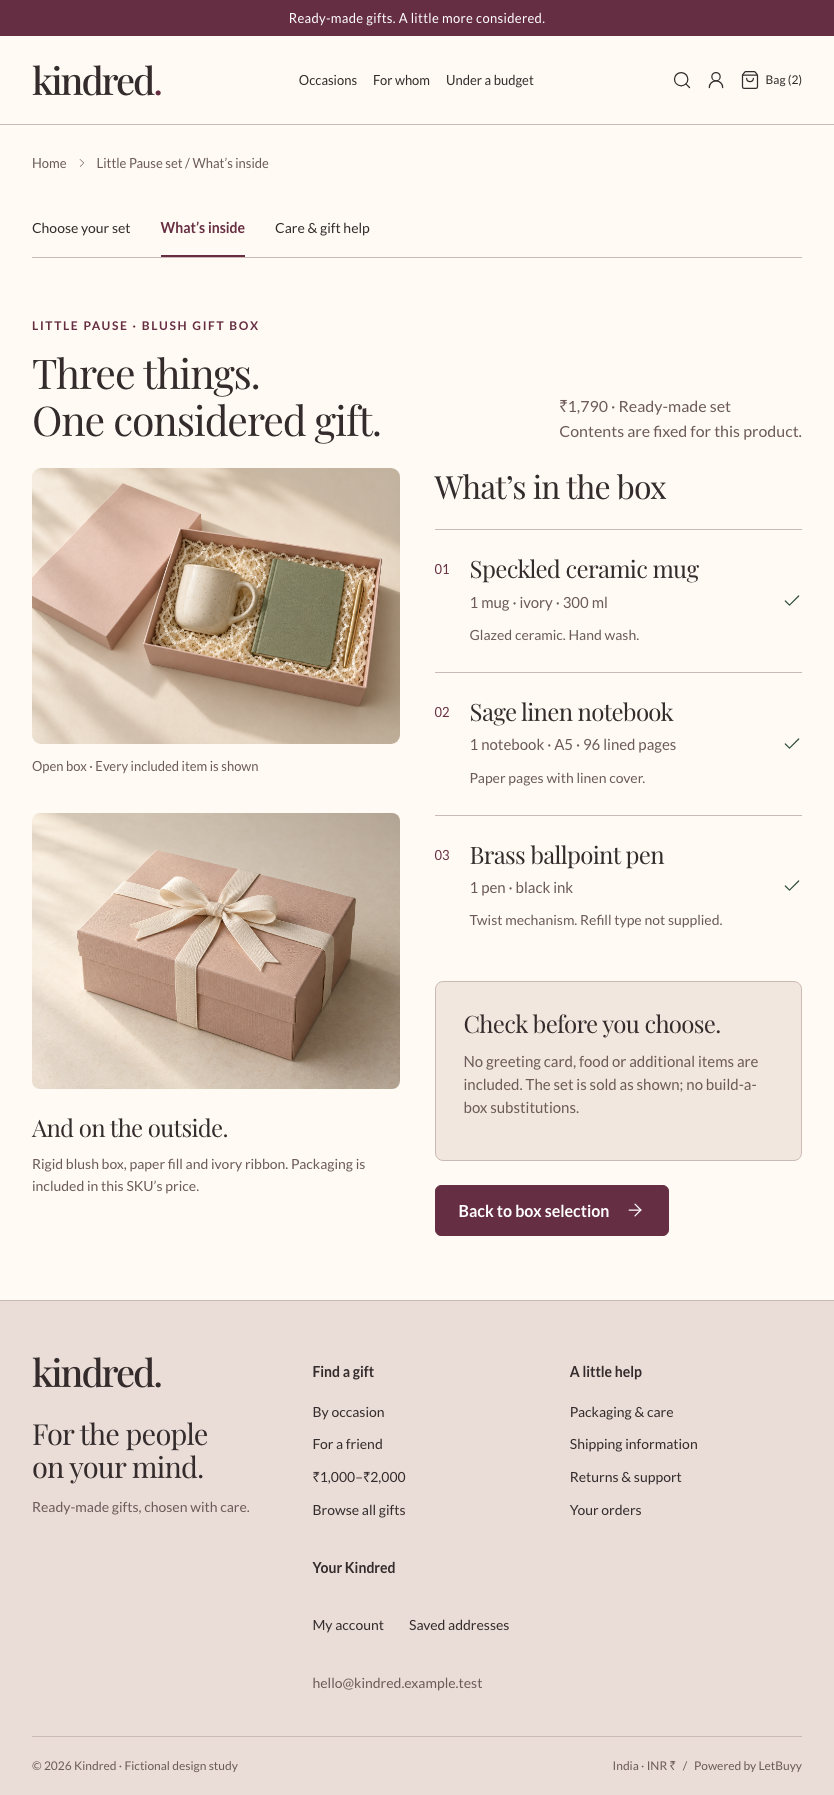 Ready-made gifts. A little more considered.
kindred.
Occasions
For whom
Under a budget
Bag (2)
Home
Little Pause set / What’s inside
Choose your set
What’s inside
Care & gift help
LITTLE PAUSE · BLUSH GIFT BOX
Three things.
One considered gift.
₹1,790 · Ready-made set
Contents are fixed for this product.
Open box · Every included item is shown
And on the outside.
Rigid blush box, paper fill and ivory ribbon. Packaging is
included in this SKU’s price.
What’s in the box
01
Speckled ceramic mug
1 mug · ivory · 300 ml
Glazed ceramic. Hand wash.
02
Sage linen notebook
1 notebook · A5 · 96 lined pages
Paper pages with linen cover.
03
Brass ballpoint pen
1 pen · black ink
Twist mechanism. Refill type not supplied.
Check before you choose.
No greeting card, food or additional items are
included. The set is sold as shown; no build-a-
box substitutions.
Back to box selection
kindred.
For the people
on your mind.
Ready-made gifts, chosen with care.
Find a gift
By occasion
For a friend
₹1,000–₹2,000
Browse all gifts
A little help
Packaging & care
Shipping information
Returns & support
Your orders
Your Kindred
My account
Saved addresses
hello@kindred.example.test
© 2026 Kindred · Fictional design study
India · INR ₹ / Powered by LetBuyy